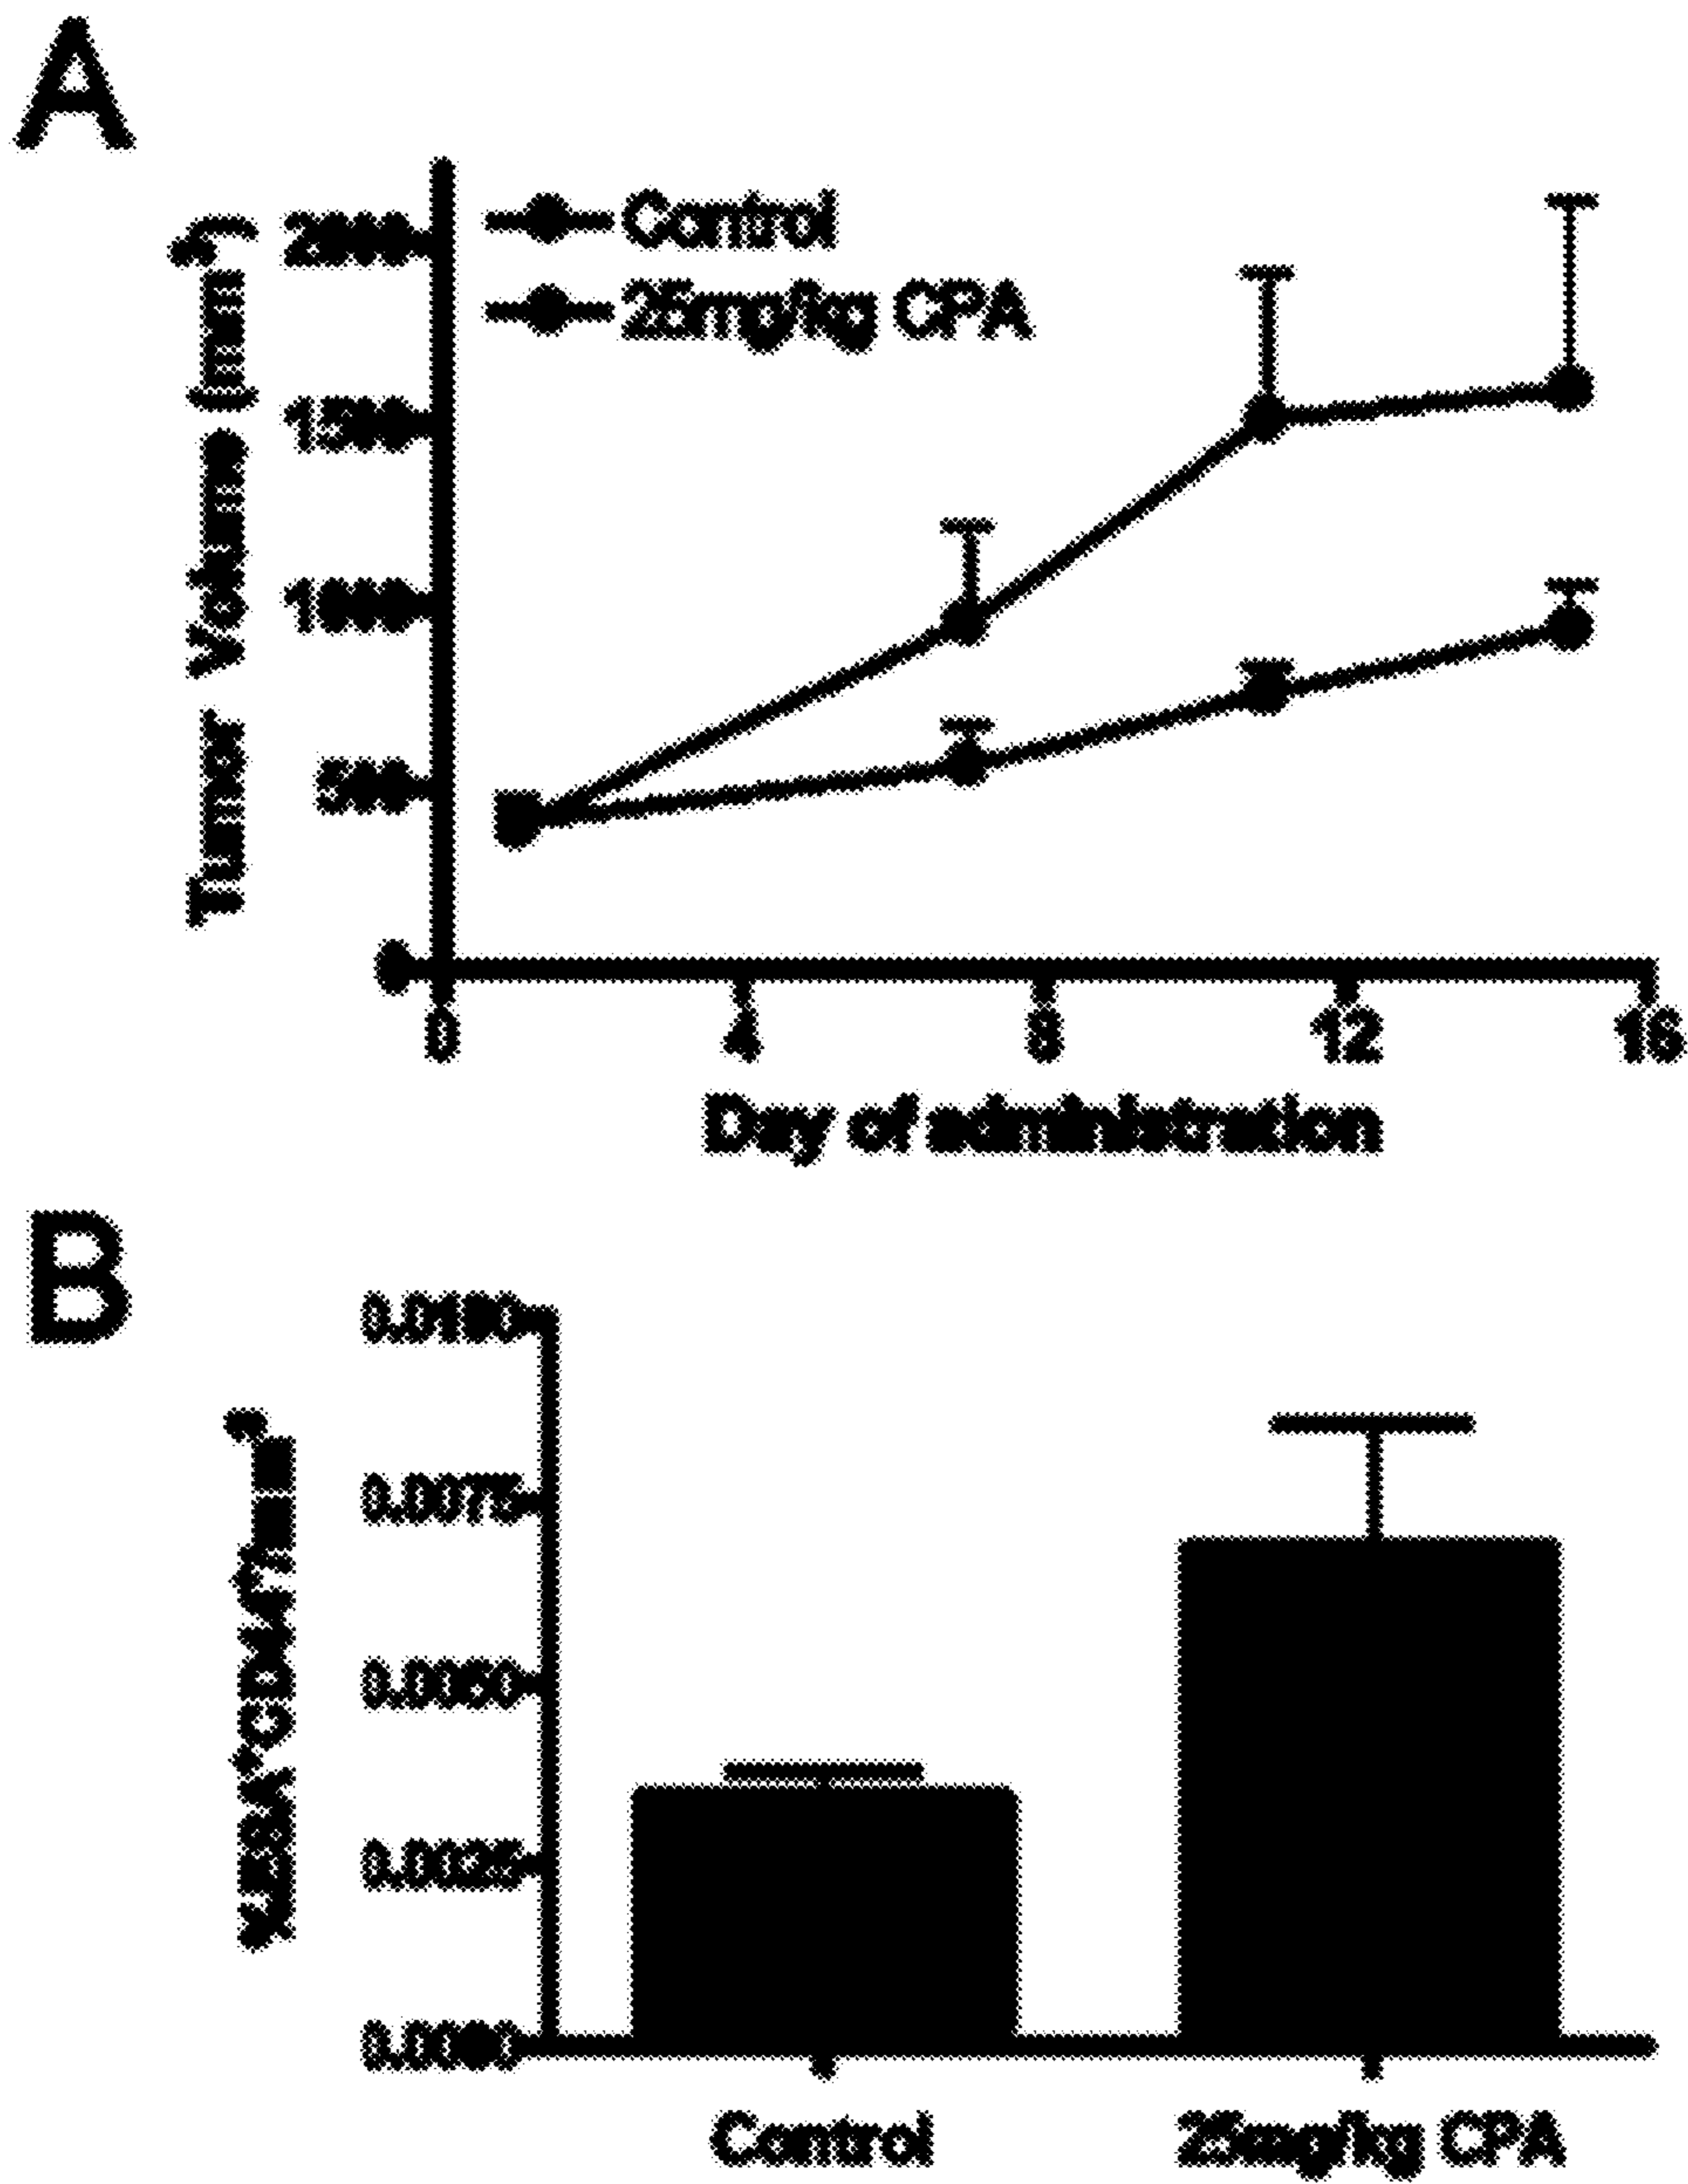 A
Control
25mg/kg CPA
2000
1500
1000
500
0
Tumor Volume (mm³)
0 4 8 12 16
Day of administration
B
0.0100
0.0075
0.0050
0.0025
0.0000
Control 25mg/kg CPA